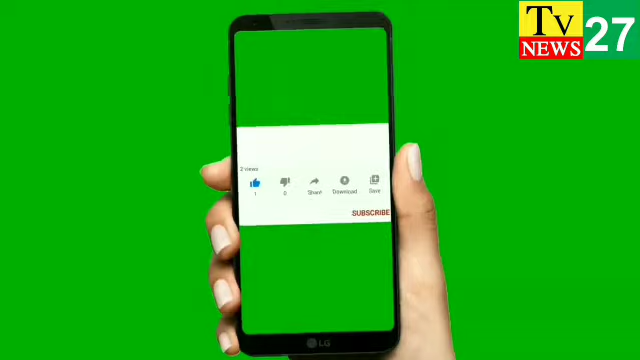 Tv
NEWS
27
2 views
1
0
Share
Download
Save
SUBSCRIBE
LG